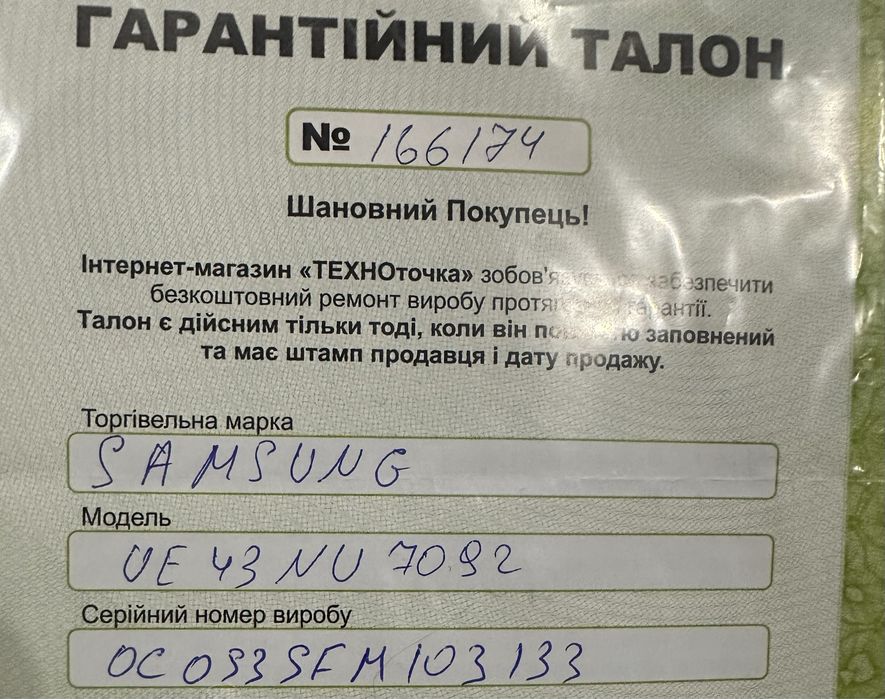 ГАРАНТІЙНИЙ ТАЛОН
№ 166174
Шановний Покупець!
Інтернет-магазин «ТЕХНОточка» зобов'язується забезпечити
безкоштовний ремонт виробу протягом гарантії.
Талон є дійсним тільки тоді, коли він повністю заповнений
та має штамп продавця і дату продажу.
Торгівельна марка
SAMSUNG
Модель
UE 43 NU 7092
Серійний номер виробу
0C093SFM103133